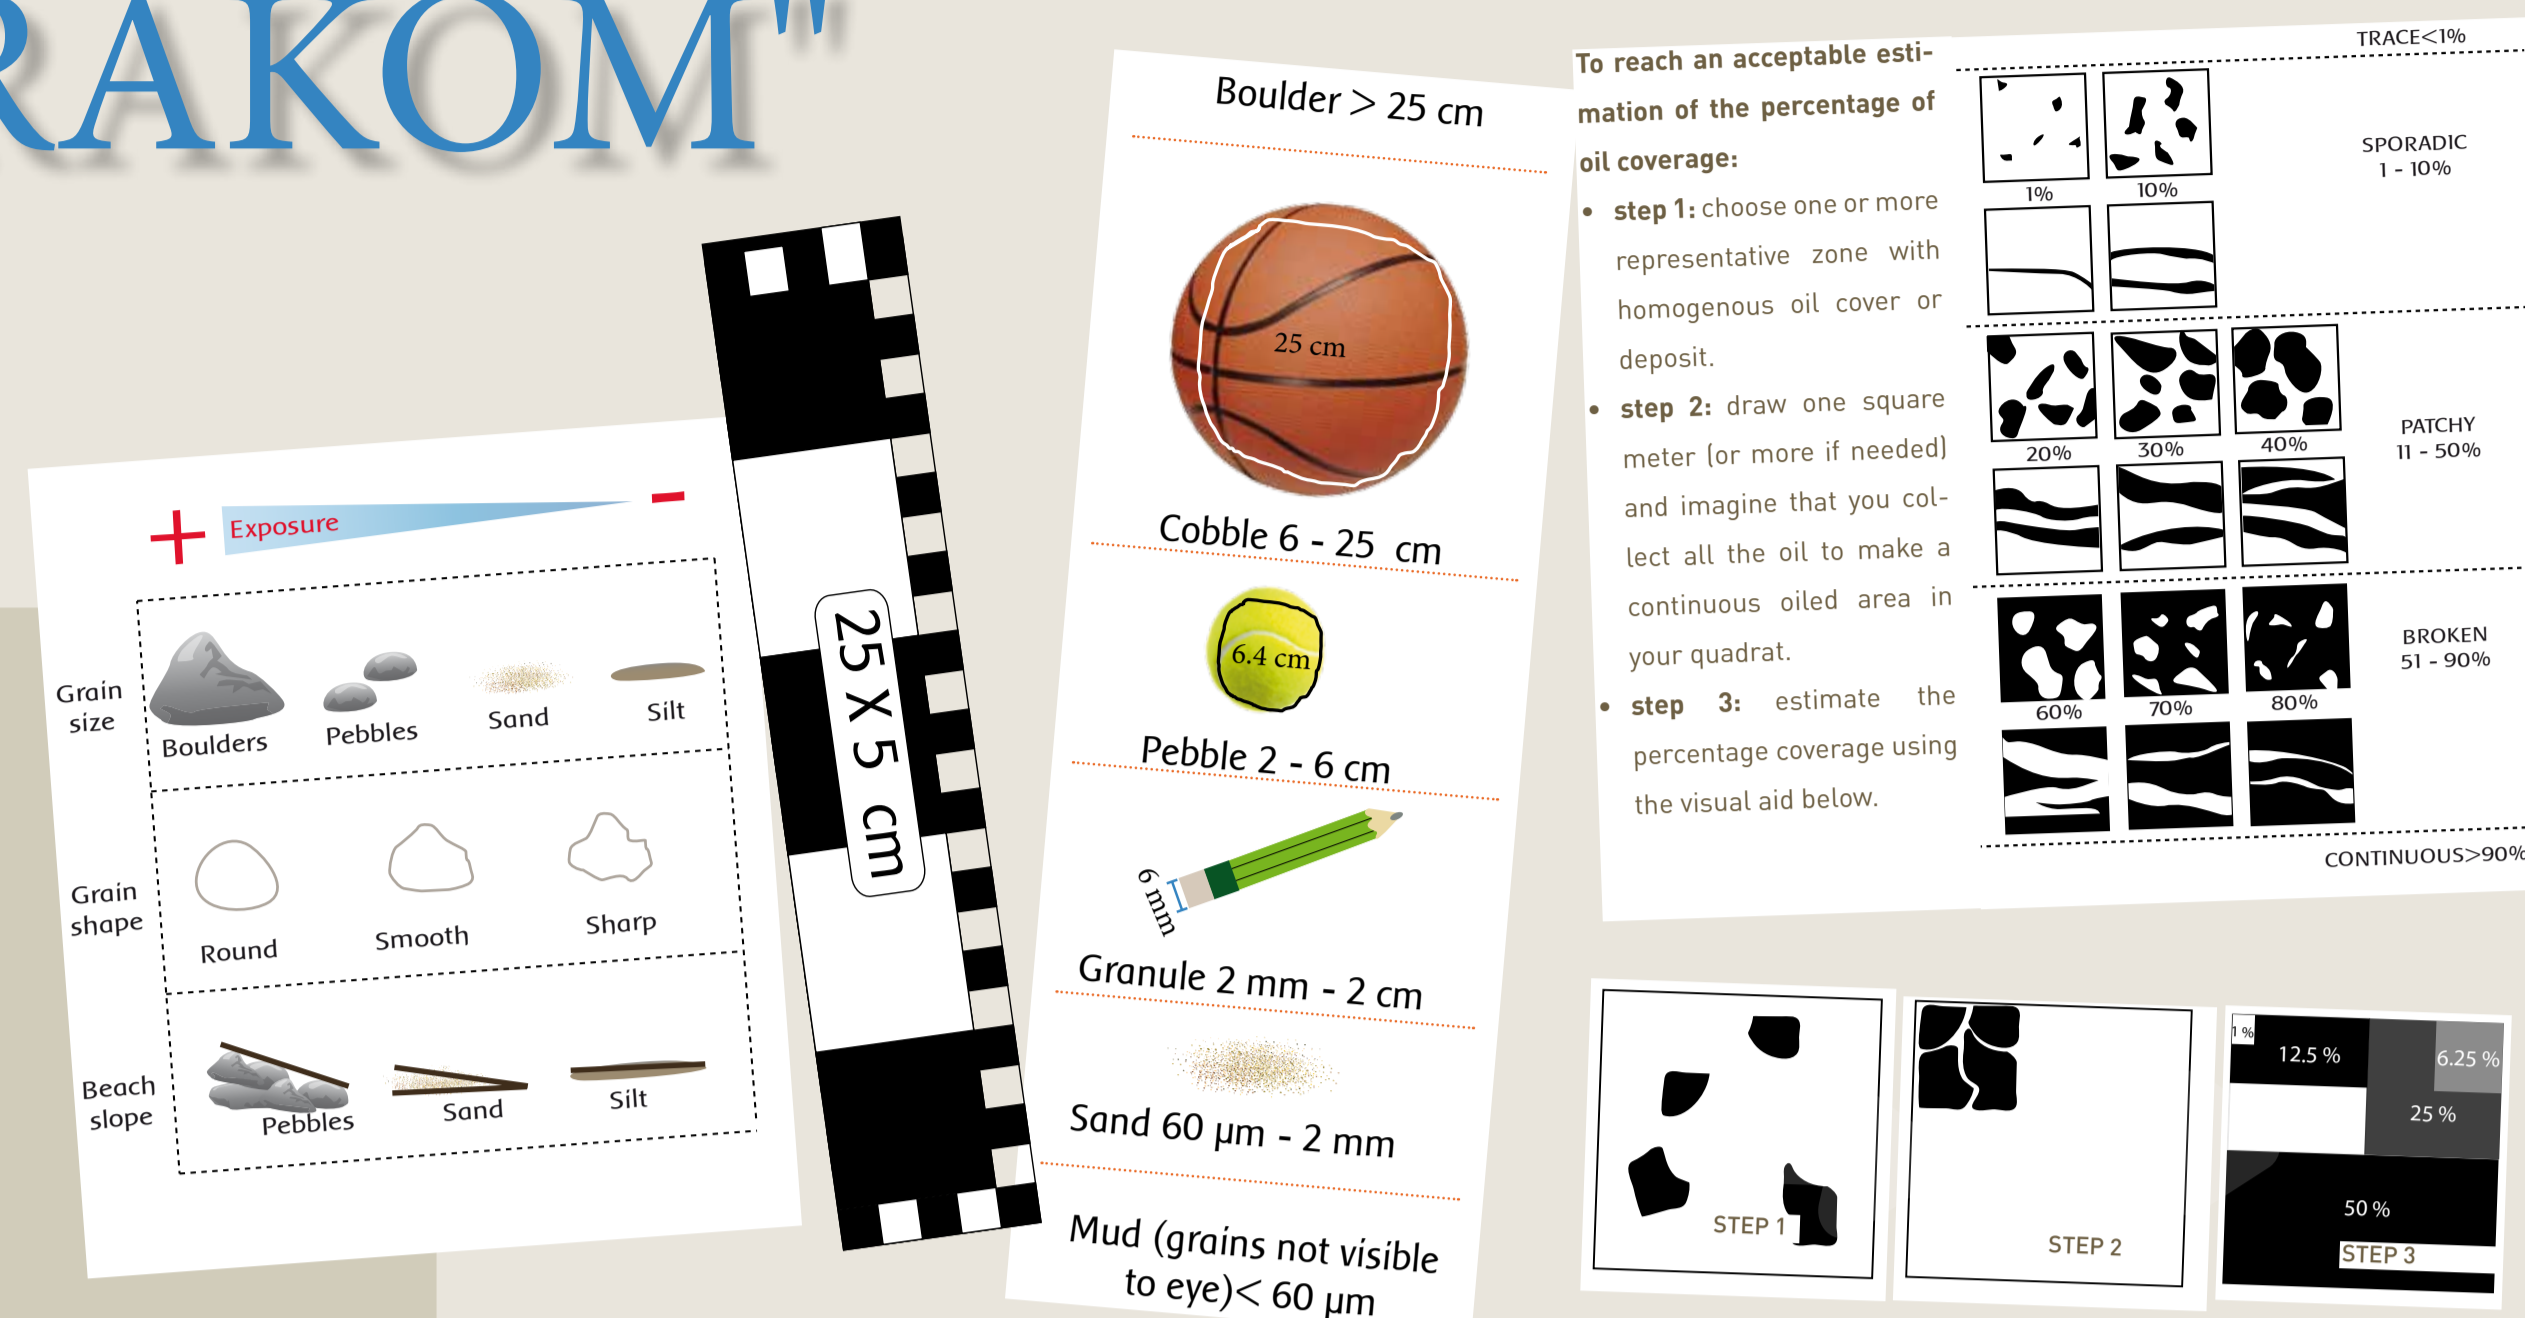 RAKOM"
+ Exposure -
Grain
size
Boulders
Pebbles
Sand
Silt
Grain
shape
Round
Smooth
Sharp
Beach
slope
Pebbles
Sand
Silt
25 X 5 cm
Boulder > 25 cm
25 cm
Cobble 6 - 25 cm
6.4 cm
Pebble 2 - 6 cm
6 mm
Granule 2 mm - 2 cm
Sand 60 µm - 2 mm
Mud (grains not visible
to eye)< 60 µm
To reach an acceptable esti-
mation of the percentage of
oil coverage:
• step 1: choose one or more
representative zone with
homogenous oil cover or
deposit.
• step 2: draw one square
meter (or more if needed)
and imagine that you col-
lect all the oil to make a
continuous oiled area in
your quadrat.
• step 3: estimate the
percentage coverage using
the visual aid below.
TRACE<1%
1%
10%
SPORADIC
1 - 10%
20%
30%
40%
PATCHY
11 - 50%
60%
70%
80%
BROKEN
51 - 90%
CONTINUOUS>90%
STEP 1
STEP 2
1 %
12.5 %
6.25 %
25 %
50 %
STEP 3